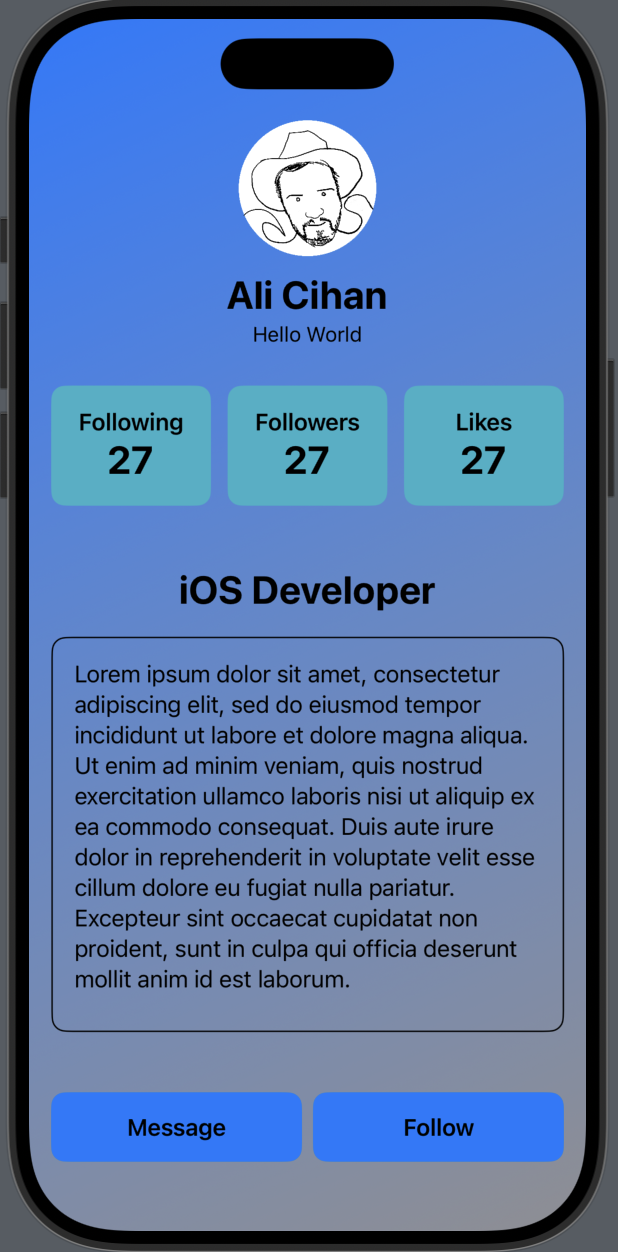 Ali Cihan
Hello World
Following
27
Followers
27
Likes
27
iOS Developer
Lorem ipsum dolor sit amet, consectetur
adipiscing elit, sed do eiusmod tempor
incididunt ut labore et dolore magna aliqua.
Ut enim ad minim veniam, quis nostrud
exercitation ullamco laboris nisi ut aliquip ex
ea commodo consequat. Duis aute irure
dolor in reprehenderit in voluptate velit esse
cillum dolore eu fugiat nulla pariatur.
Excepteur sint occaecat cupidatat non
proident, sunt in culpa qui officia deserunt
mollit anim id est laborum.
Message
Follow